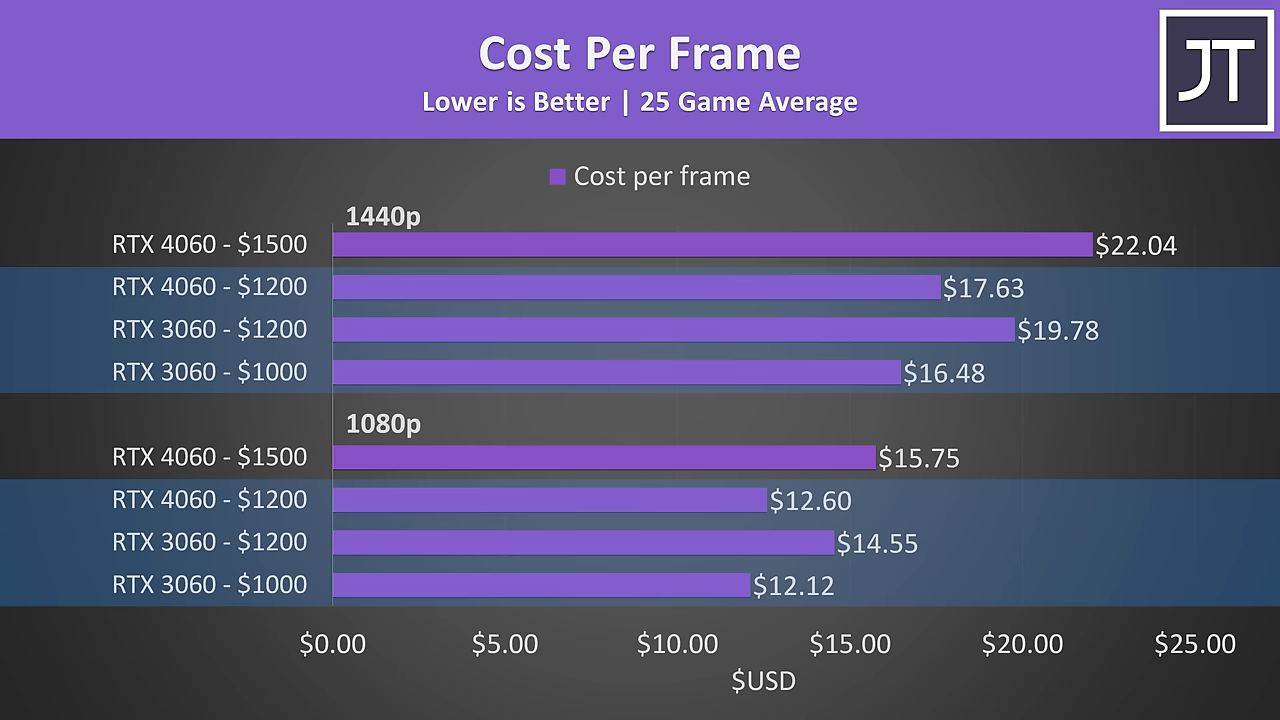 Cost Per Frame
Lower is Better | 25 Game Average
JT
Cost per frame
1440p
RTX 4060 - $1500 $22.04
RTX 4060 - $1200 $17.63
RTX 3060 - $1200 $19.78
RTX 3060 - $1000 $16.48
1080p
RTX 4060 - $1500 $15.75
RTX 4060 - $1200 $12.60
RTX 3060 - $1200 $14.55
RTX 3060 - $1000 $12.12
$0.00 $5.00 $10.00 $15.00 $20.00 $25.00
$USD